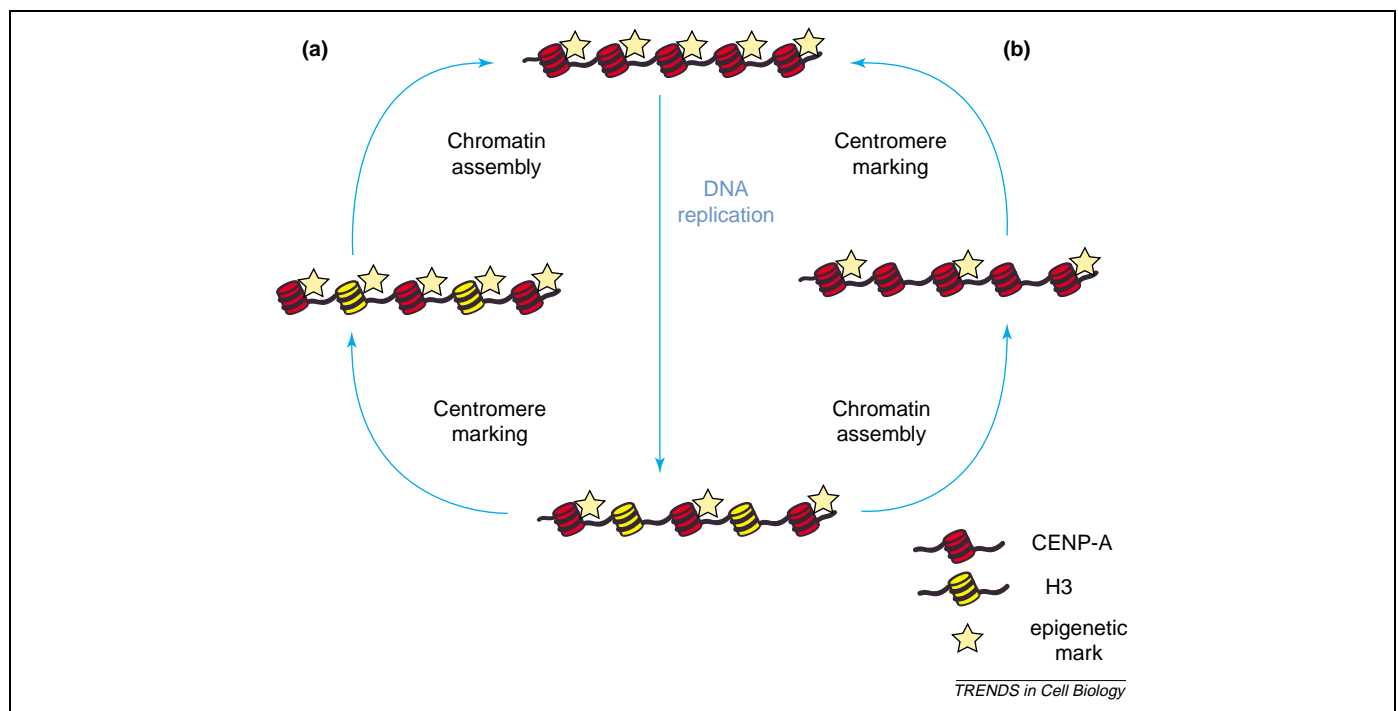 (a)
(b)
Chromatin
assembly
Centromere
marking
DNA
replication
Centromere
marking
Chromatin
assembly
CENP-A
H3
epigenetic
mark
TRENDS in Cell Biology